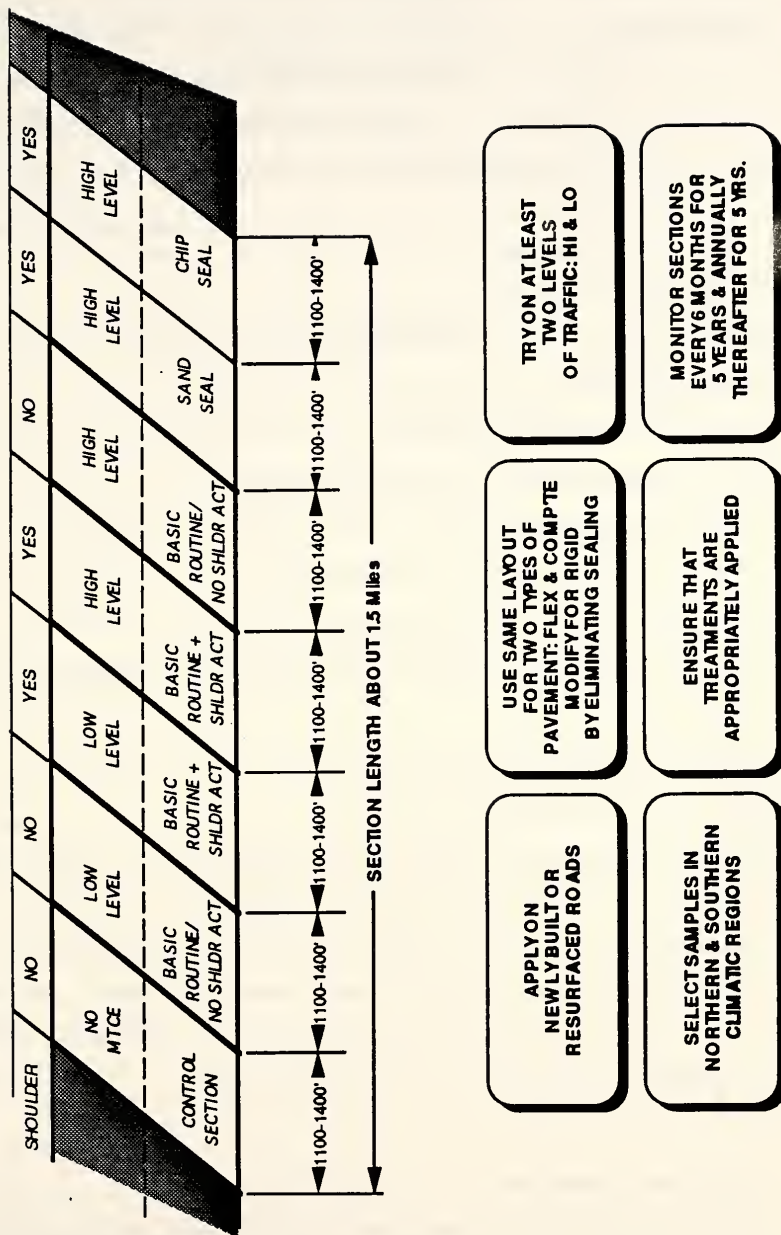 SHOULDER
NO
NO
YES
YES
NO
YES
YES
NO
MTCE
LOW
LEVEL
LOW
LEVEL
HIGH
LEVEL
HIGH
LEVEL
HIGH
LEVEL
HIGH
LEVEL
CONTROL
SECTION
BASIC
ROUTINE/
NO SHLDR ACT
BASIC
ROUTINE +
SHLDR ACT
BASIC
ROUTINE +
SHLDR ACT
BASIC
ROUTINE/
NO SHLDR ACT
SAND
SEAL
CHIP
SEAL
1100-1400'
1100-1400'
1100-1400'
1100-1400'
1100-1400'
1100-1400'
1100-1400'
SECTION LENGTH ABOUT 1.5 Miles
APPLY ON
NEWLY BUILT OR
RESURFACED ROADS
USE SAME LAYOUT
FOR TWO TYPES OF
PAVEMENT: FLEX & COMPTE
MODIFY FOR RIGID
BY ELIMINATING SEALING
TRY ON AT LEAST
TWO LEVELS
OF TRAFFIC: HI & LO
SELECT SAMPLES IN
NORTHERN & SOUTHERN
CLIMATIC REGIONS
ENSURE THAT
TREATMENTS ARE
APPROPRIATELY APPLIED
MONITOR SECTIONS
EVERY 6 MONTHS FOR
5 YEARS & ANNUALLY
THEREAFTER FOR 5 YRS.